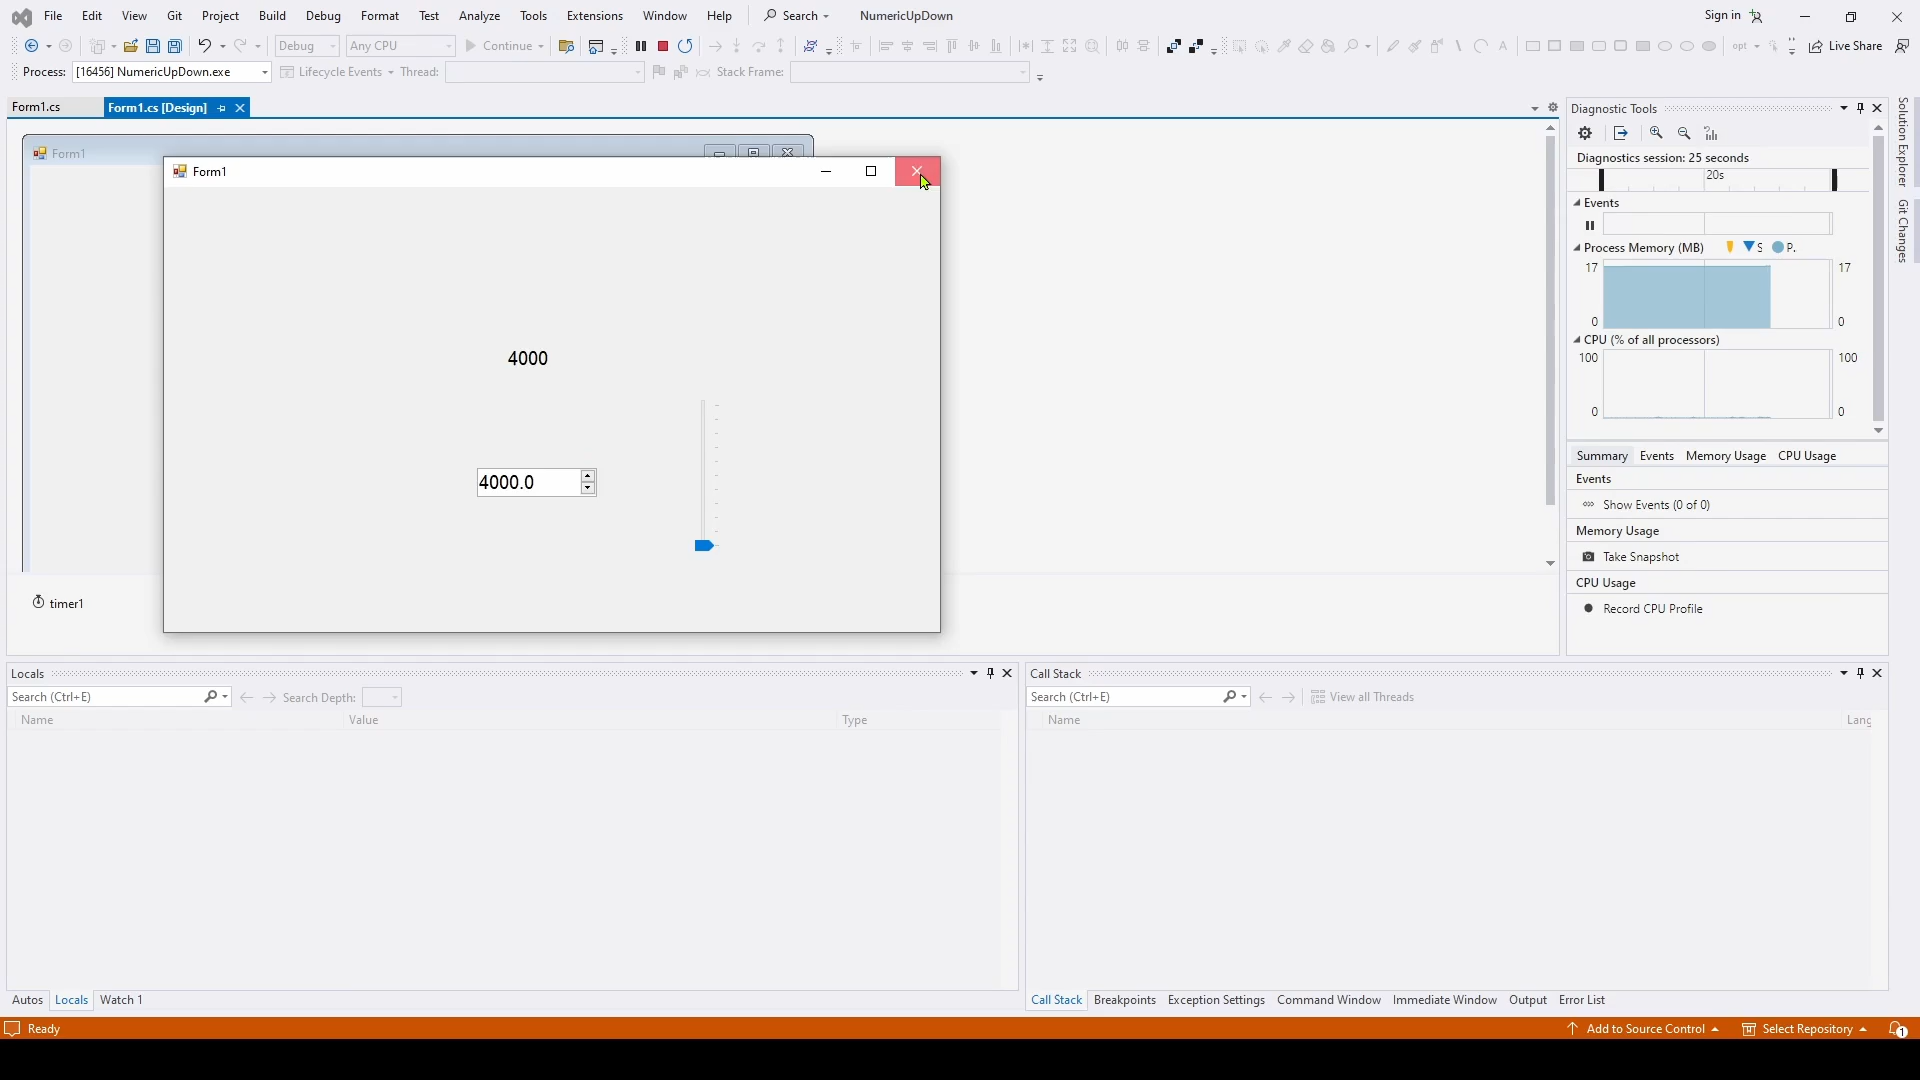 File Edit View Git Project Build Debug Format Test Analyze Tools Extensions Window Help Search NumericUpDown Sign in
Debug Any CPU Continue opt Live Share
Process: [16456] NumericUpDown.exe Lifecycle Events Thread: Stack Frame:
Form1.cs Form1.cs [Design]
Form1
Form1
4000
4000.0
timer1
Diagnostic Tools
Diagnostics session: 25 seconds
20s
Events
Process Memory (MB) S P.
17 17
0 0
CPU (% of all processors)
100 100
0 0
Summary Events Memory Usage CPU Usage
Events
Show Events (0 of 0)
Memory Usage
Take Snapshot
CPU Usage
Record CPU Profile
Solution Explorer
Git Changes
Locals
Search (Ctrl+E) Search Depth:
Name Value Type
Autos Locals Watch 1
Call Stack
Search (Ctrl+E) View all Threads
Name Lang
Call Stack Breakpoints Exception Settings Command Window Immediate Window Output Error List
Ready Add to Source Control Select Repository 1